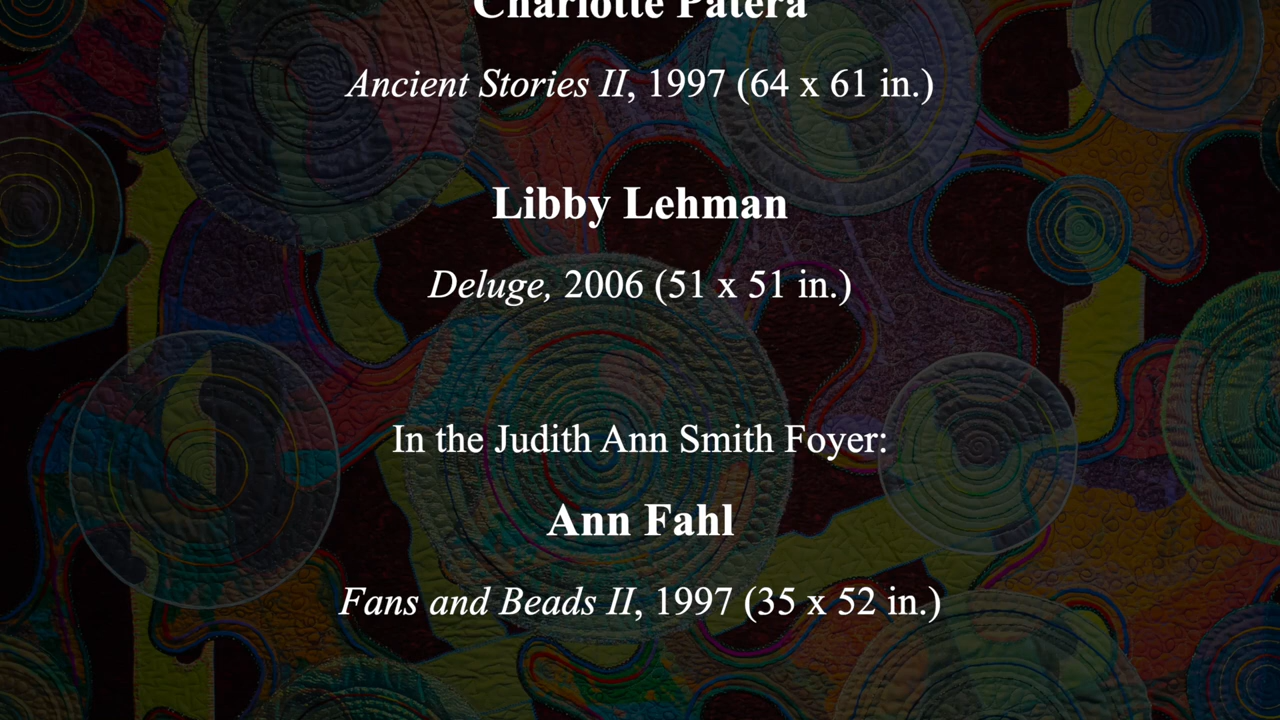 Charlotte Patera
Ancient Stories II, 1997 (64 x 61 in.)
Libby Lehman
Deluge, 2006 (51 x 51 in.)
In the Judith Ann Smith Foyer:
Ann Fahl
Fans and Beads II, 1997 (35 x 52 in.)